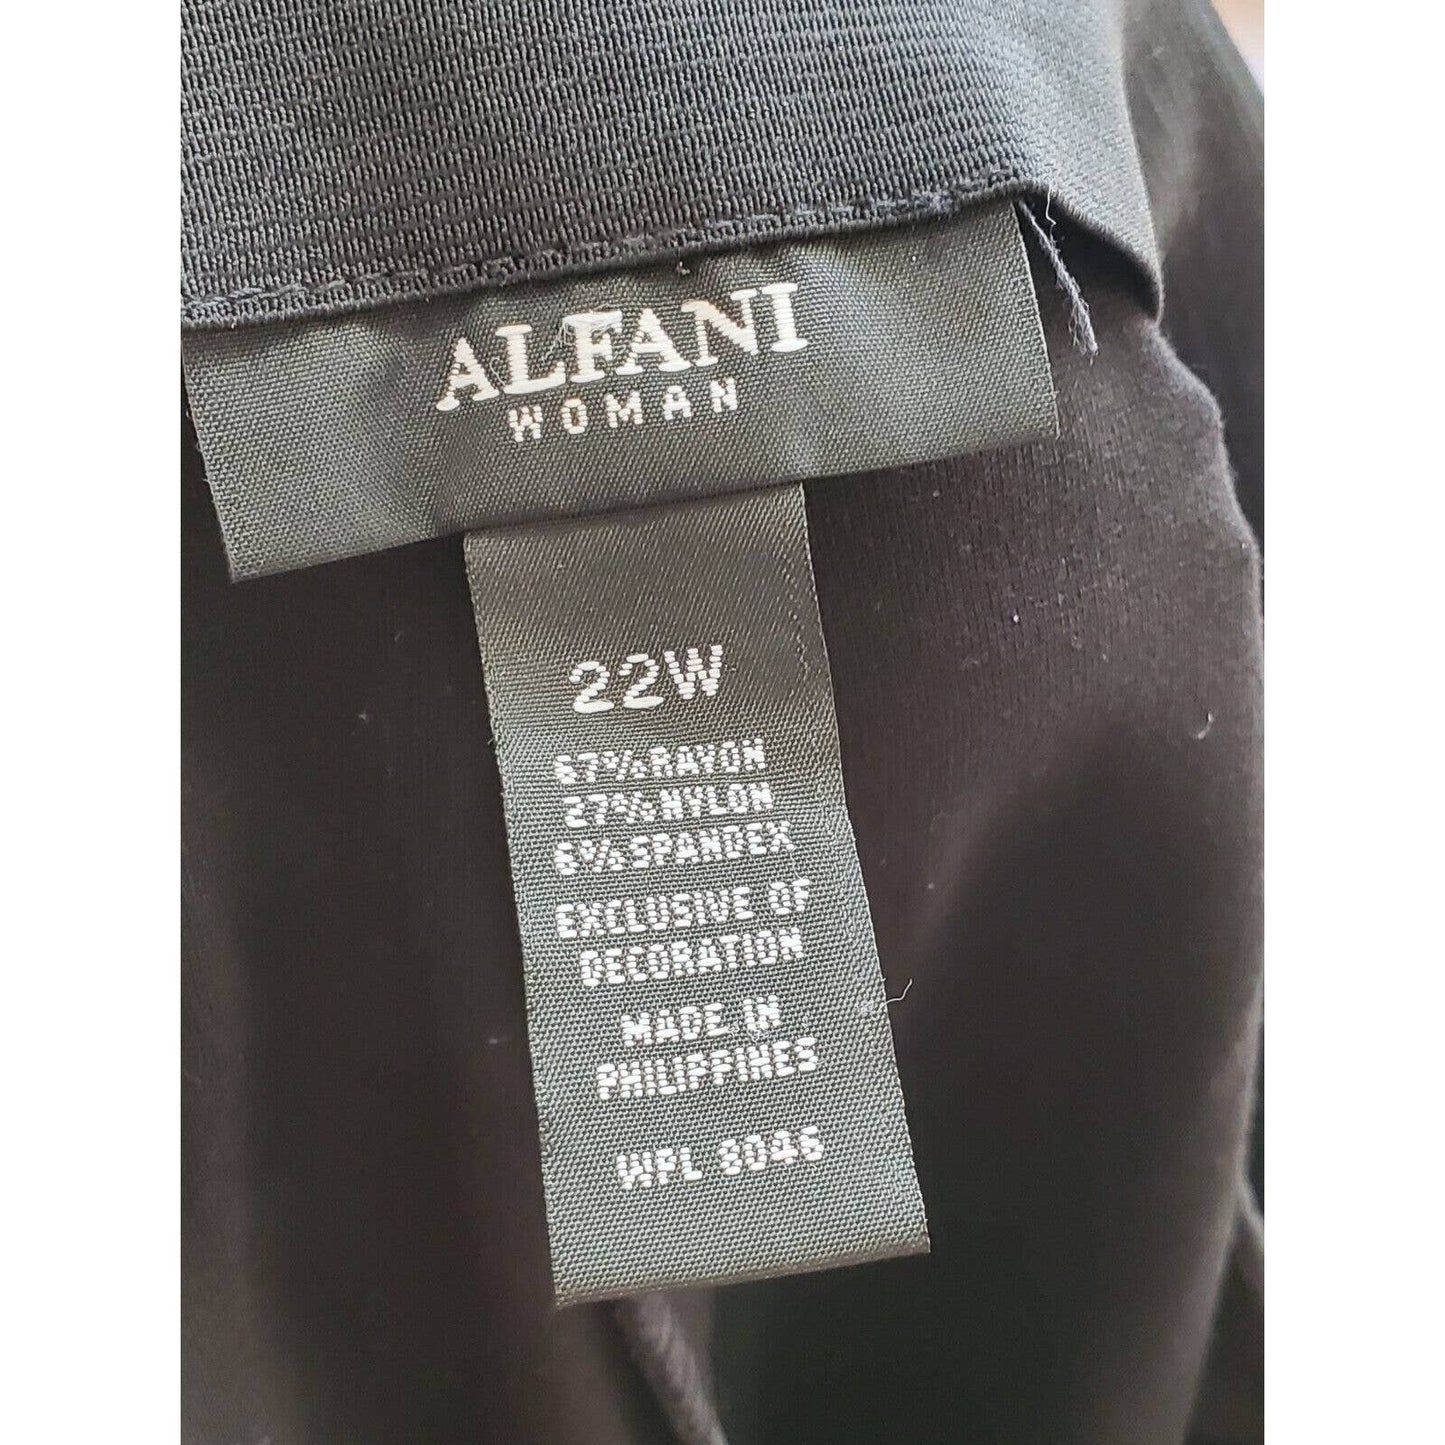 ALFANI
WOMAN
22W
67%RAYON
27%NYLON
6%SPANDEX
EXCLUSIVE OF
DECORATION
MADE IN
PHILIPPINES
WPL 8046